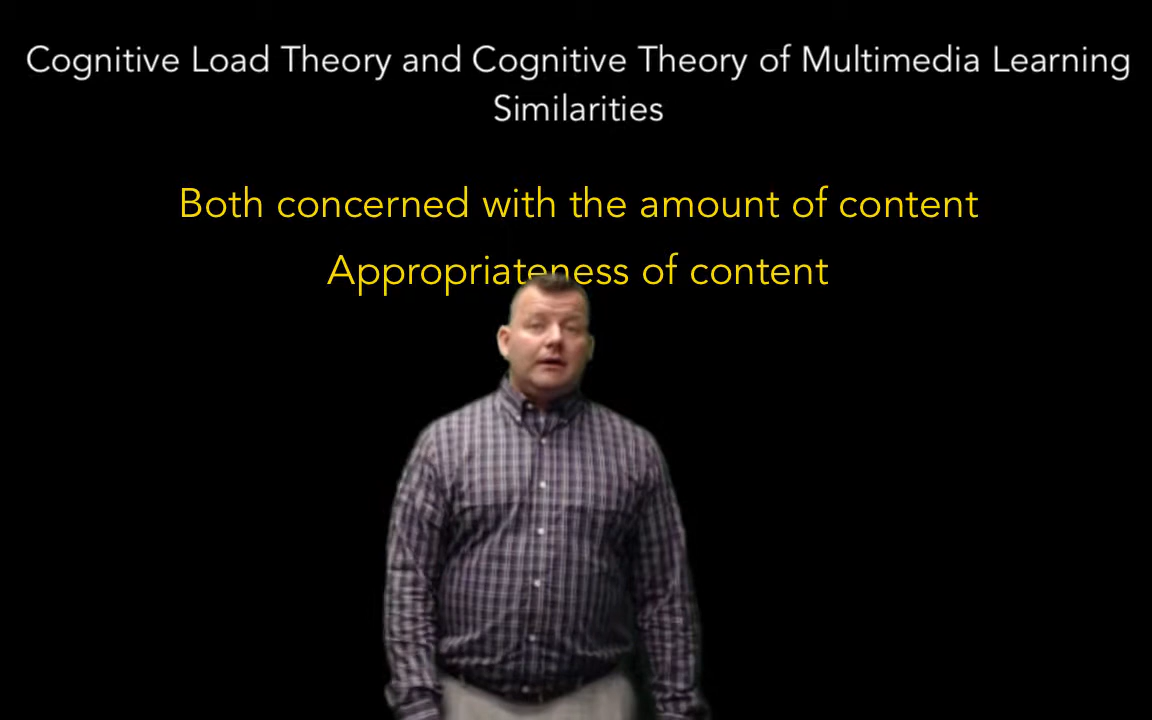 Cognitive Load Theory and Cognitive Theory of Multimedia Learning
Similarities
Both concerned with the amount of content
Appropriateness of content